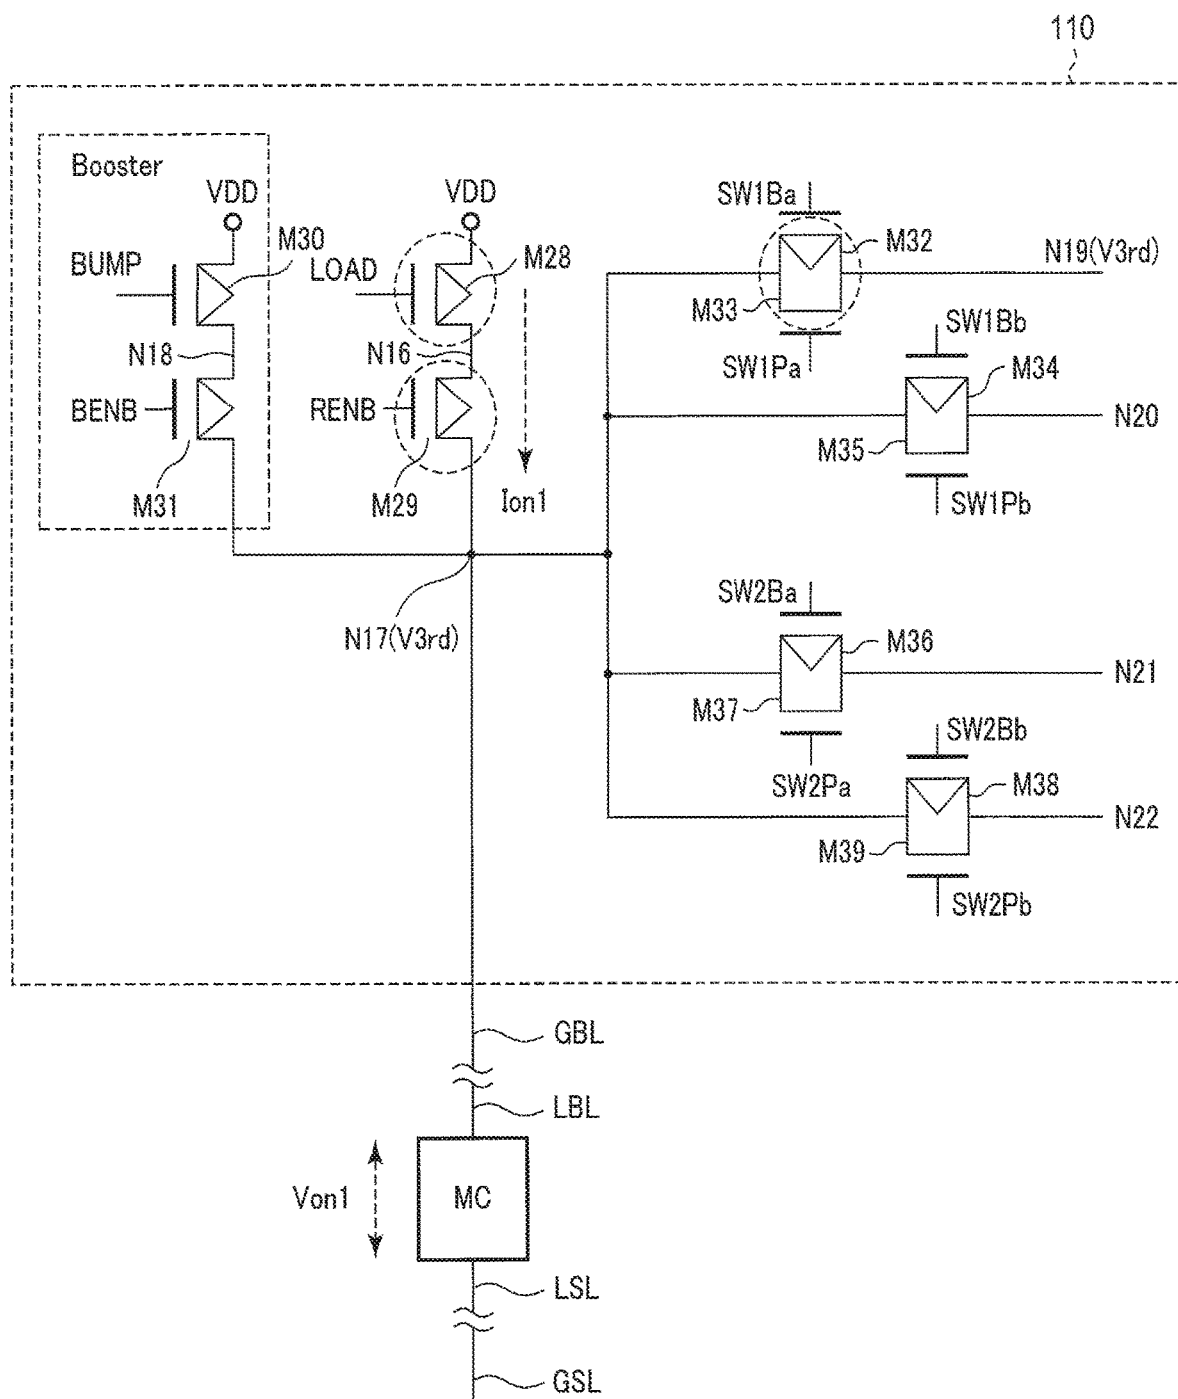 110
Booster
VDD
VDD
BUMP
M30
LOAD
M28
N18
N16
BENB
RENB
M31
M29
Ion1
SW1Ba
M32
N19(V3rd)
M33
SW1Pa
SW1Bb
M34
N20
M35
SW1Pb
N17(V3rd)
SW2Ba
M36
N21
M37
SW2Pa
SW2Bb
M38
N22
M39
SW2Pb
GBL
LBL
Von1
MC
LSL
GSL